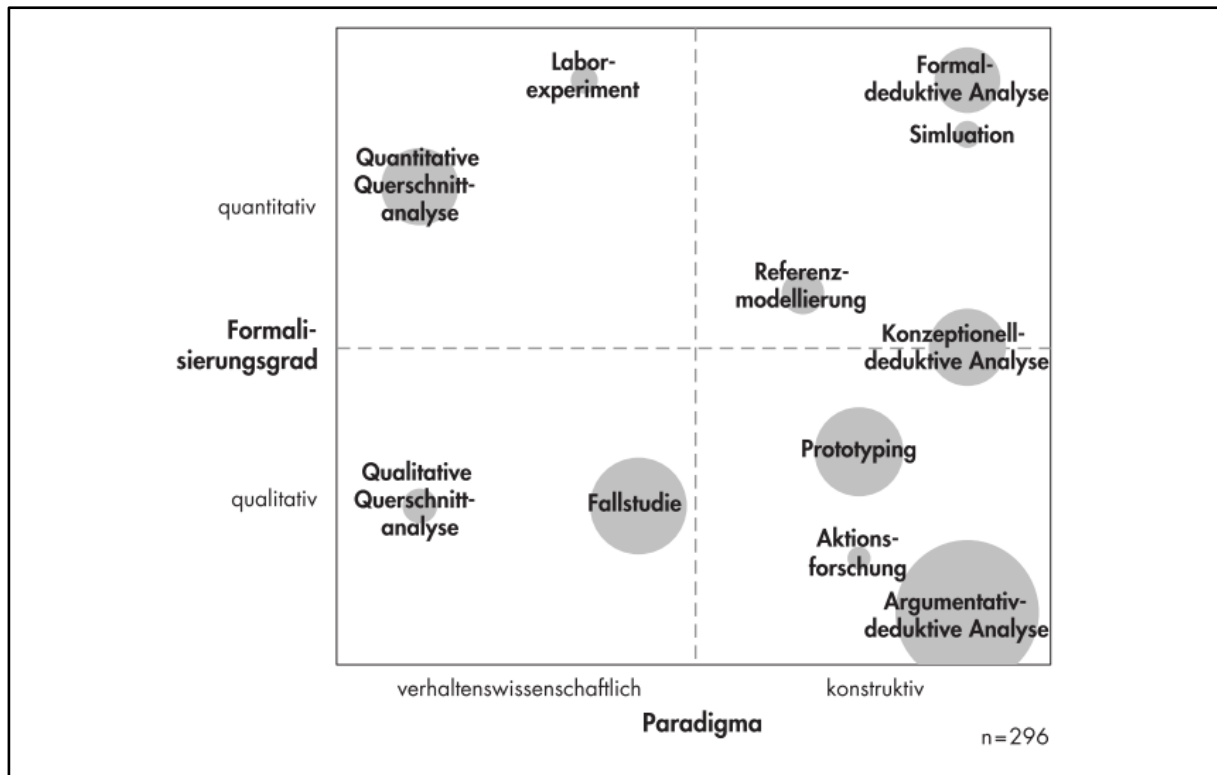 Labor-
experiment
Formal-
deduktive Analyse
Simluation
Quantitative
Querschnitt-
analyse
quantitativ
Referenz-
modellierung
Formali-
sierungsgrad
Konzeptionell-
deduktive Analyse
Prototyping
Qualitative
Querschnitt-
analyse
qualitativ
Fallstudie
Aktions-
forschung
Argumentativ-
deduktive Analyse
verhaltenswissenschaftlich
konstruktiv
Paradigma
n=296